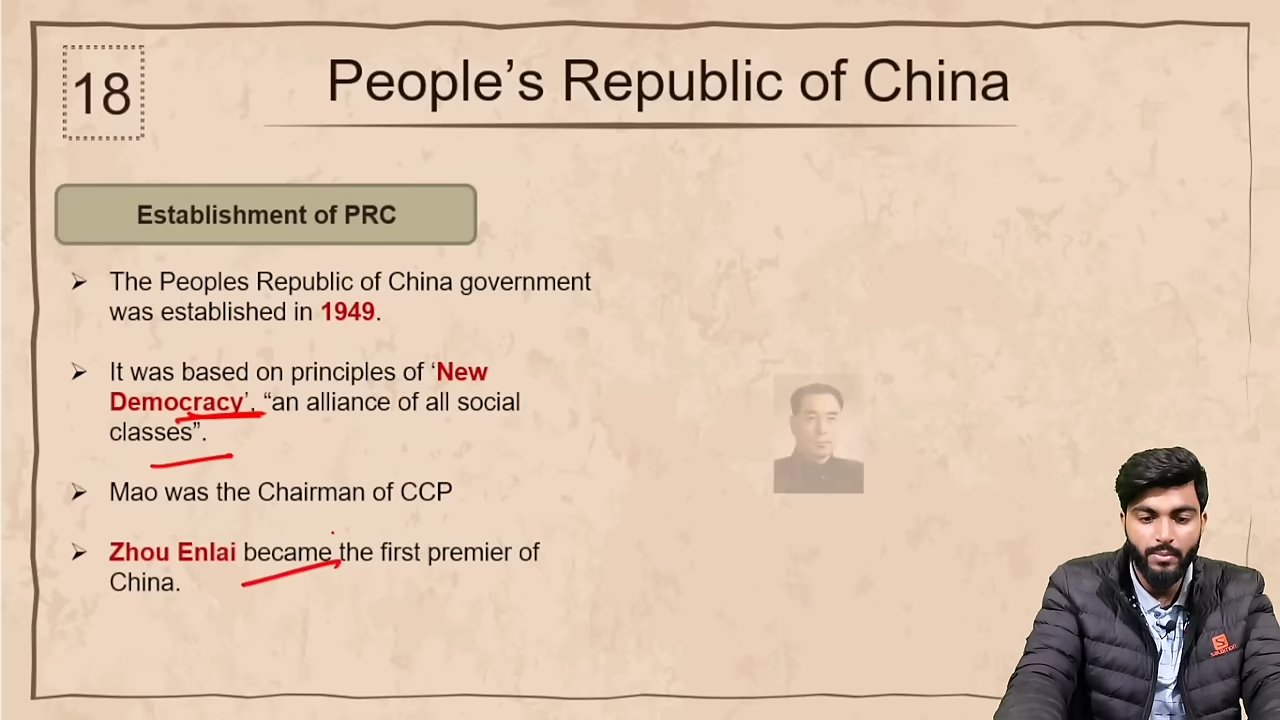 18
People’s Republic of China
Establishment of PRC
➢ The Peoples Republic of China government
was established in 1949.
➢ It was based on principles of ‘New
Democracy’, “an alliance of all social
classes”.
➢ Mao was the Chairman of CCP
➢ Zhou Enlai became the first premier of
China.
S
salomon